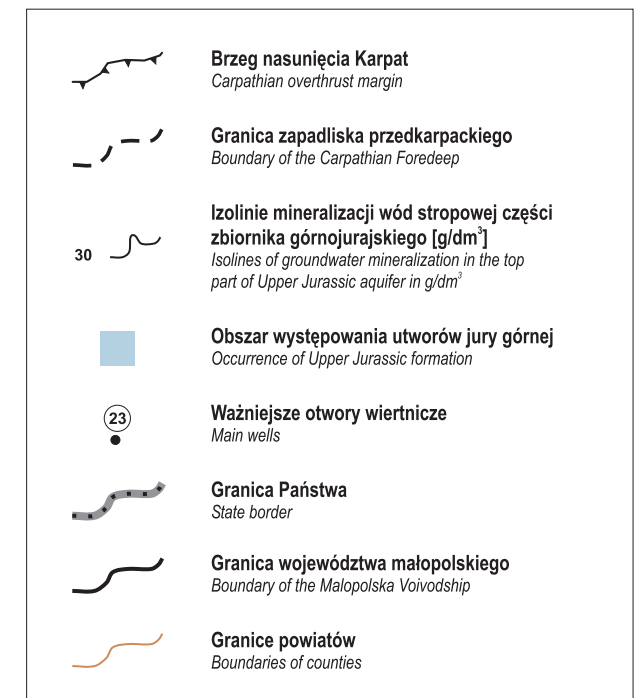 Brzeg nasunięcia Karpat
Carpathian overthrust margin
Granica zapadliska przedkarpackiego
Boundary of the Carpathian Foredeep
30
Izolinie mineralizacji wód stropowej części
zbiornika górnojurajskiego [g/dm³]
Isolines of groundwater mineralization in the top
part of Upper Jurassic aquifer in g/dm³
Obszar występowania utworów jury górnej
Occurrence of Upper Jurassic formation
23
Ważniejsze otwory wiertnicze
Main wells
Granica Państwa
State border
Granica województwa małopolskiego
Boundary of the Malopolska Voivodship
Granice powiatów
Boundaries of counties